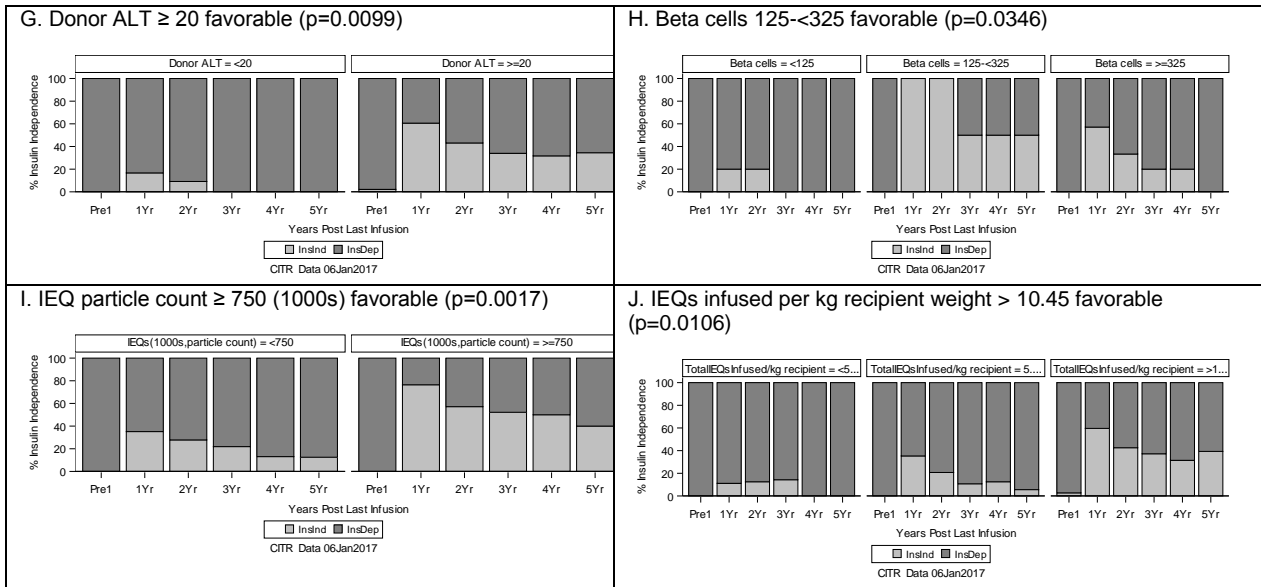 G. Donor ALT ≥ 20 favorable (p=0.0099)
Donor ALT = <20
Donor ALT = >=20
% Insulin Independence
100
80
60
40
20
0
Pre1 1Yr 2Yr 3Yr 4Yr 5Yr
Pre1 1Yr 2Yr 3Yr 4Yr 5Yr
Years Post Last Infusion
InsInd InsDep
CITR Data 06Jan2017
H. Beta cells 125-<325 favorable (p=0.0346)
Beta cells = <125
Beta cells = 125-<325
Beta cells = >=325
% Insulin Independence
100
80
60
40
20
0
Pre1 1Yr 2Yr 3Yr 4Yr 5Yr
Pre1 1Yr 2Yr 3Yr 4Yr 5Yr
Pre1 1Yr 2Yr 3Yr 4Yr 5Yr
Years Post Last Infusion
InsInd InsDep
CITR Data 06Jan2017
I. IEQ particle count ≥ 750 (1000s) favorable (p=0.0017)
IEQs(1000s,particle count) = <750
IEQs(1000s,particle count) = >=750
% Insulin Independence
100
80
60
40
20
0
Pre1 1Yr 2Yr 3Yr 4Yr 5Yr
Pre1 1Yr 2Yr 3Yr 4Yr 5Yr
Years Post Last Infusion
InsInd InsDep
CITR Data 06Jan2017
J. IEQs infused per kg recipient weight > 10.45 favorable
(p=0.0106)
TotalIEQsInfused/kg recipient = <5...
TotalIEQsInfused/kg recipient = 5....
TotalIEQsInfused/kg recipient = >1...
% Insulin Independence
100
80
60
40
20
0
Pre1 1Yr 2Yr 3Yr 4Yr 5Yr
Pre1 1Yr 2Yr 3Yr 4Yr 5Yr
Pre1 1Yr 2Yr 3Yr 4Yr 5Yr
Years Post Last Infusion
InsInd InsDep
CITR Data 06Jan2017